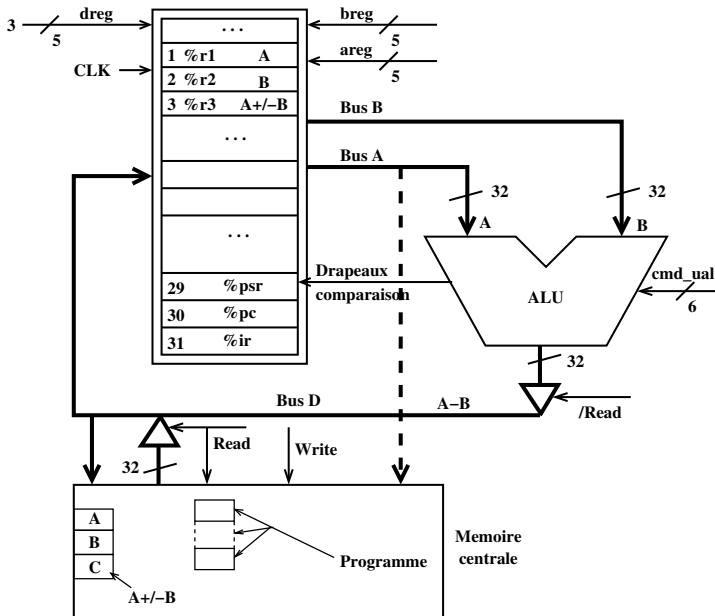 3
dreg
5
breg
5
areg
5
CLK
...
1 %r1 A
2 %r2 B
3 %r3 A+/-B
...
...
29 %psr
30 %pc
31 %ir
Bus B
Bus A
32
32
A
B
Drapeaux
comparaison
ALU
cmd_ual
6
32
Bus D
A-B
/Read
Read
Write
32
A
B
C
A+/-B
Programme
Memoire
centrale